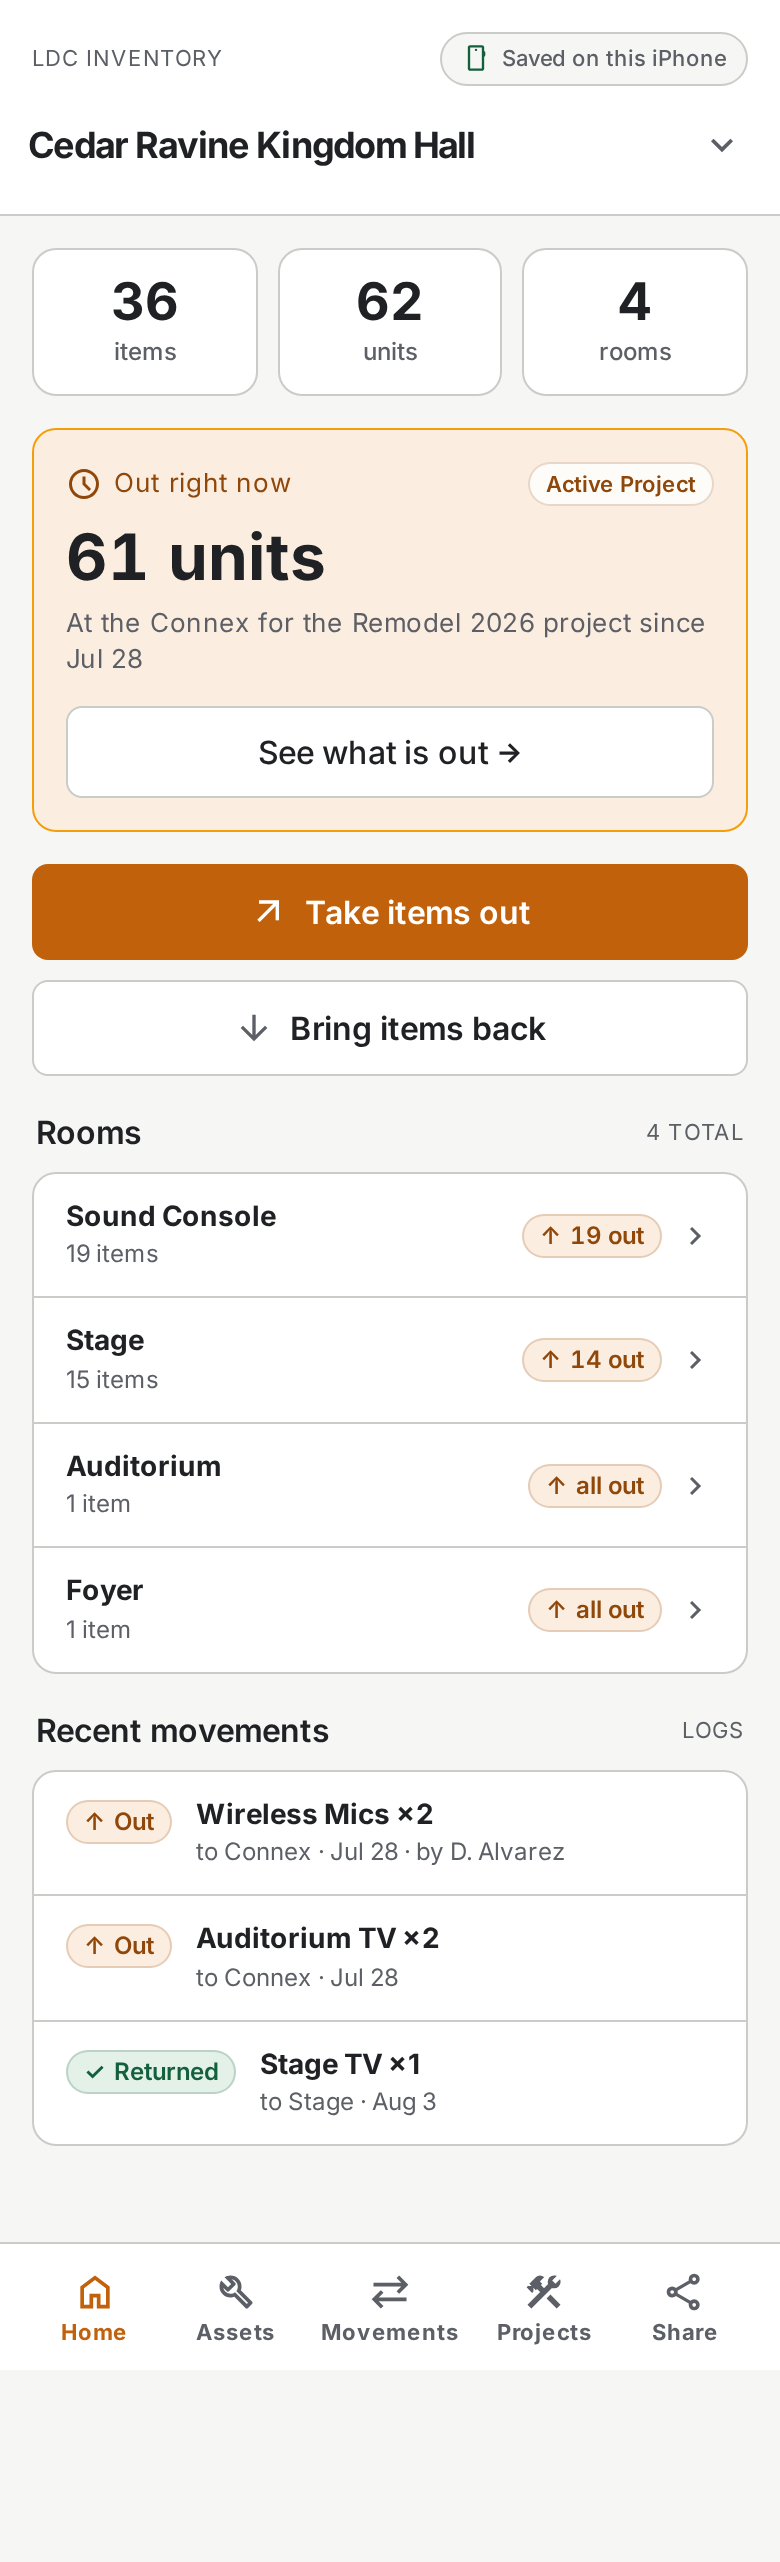 LDC INVENTORY
Saved on this iPhone
Cedar Ravine Kingdom Hall
36
items
62
units
4
rooms
Out right now
Active Project
61 units
At the Connex for the Remodel 2026 project since
Jul 28
See what is out →
Take items out
Bring items back
Rooms
4 TOTAL
Sound Console
19 items
↑ 19 out
Stage
15 items
↑ 14 out
Auditorium
1 item
↑ all out
Foyer
1 item
↑ all out
Recent movements
LOGS
↑ Out
Wireless Mics ×2
to Connex · Jul 28 · by D. Alvarez
↑ Out
Auditorium TV ×2
to Connex · Jul 28
✓ Returned
Stage TV ×1
to Stage · Aug 3
Home
Assets
Movements
Projects
Share